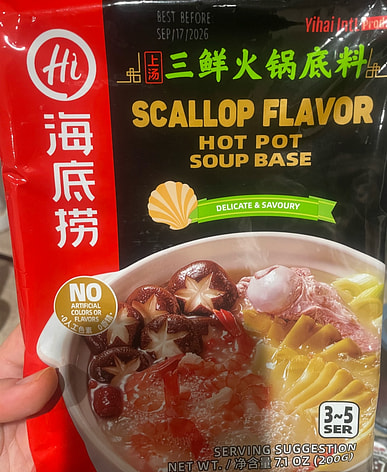 BEST BEFORE
SEP/17/2026
Yihai Int'l
Hi
海底捞
上汤
三鲜火锅底料
SCALLOP FLAVOR
HOT POT
SOUP BASE
DELICATE & SAVOURY
NO
ARTIFICIAL
COLORS OR
FLAVORS
3~5
SER
SERVING SUGGESTION
NET WT. / 净含量 7.1 OZ (200G)